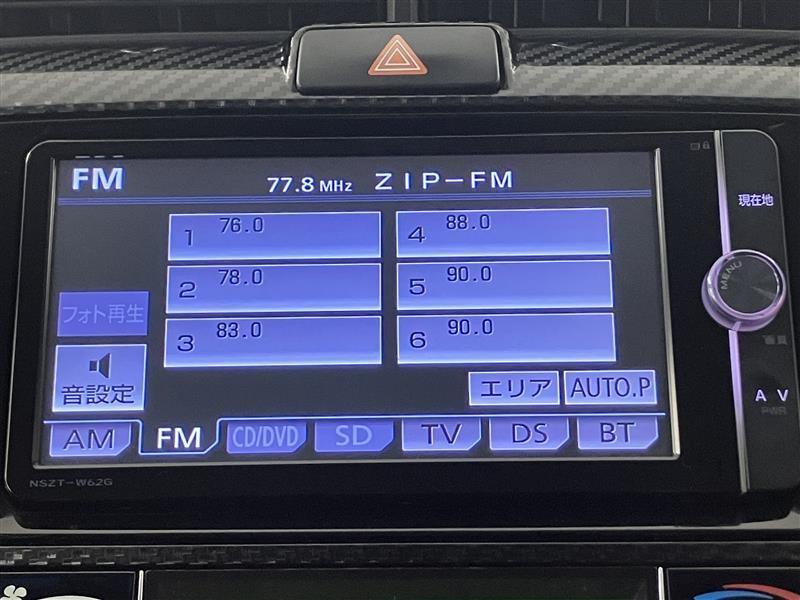 FM
77.8 MHz ZIP-FM
1 76.0
4 88.0
2 78.0
5 90.0
3 83.0
6 90.0
フォト再生
音設定
エリア
AUTO.P
AM
FM
CD/DVD
SD
TV
DS
BT
NSZT-W62G
現在地
MENU
AV
PWR